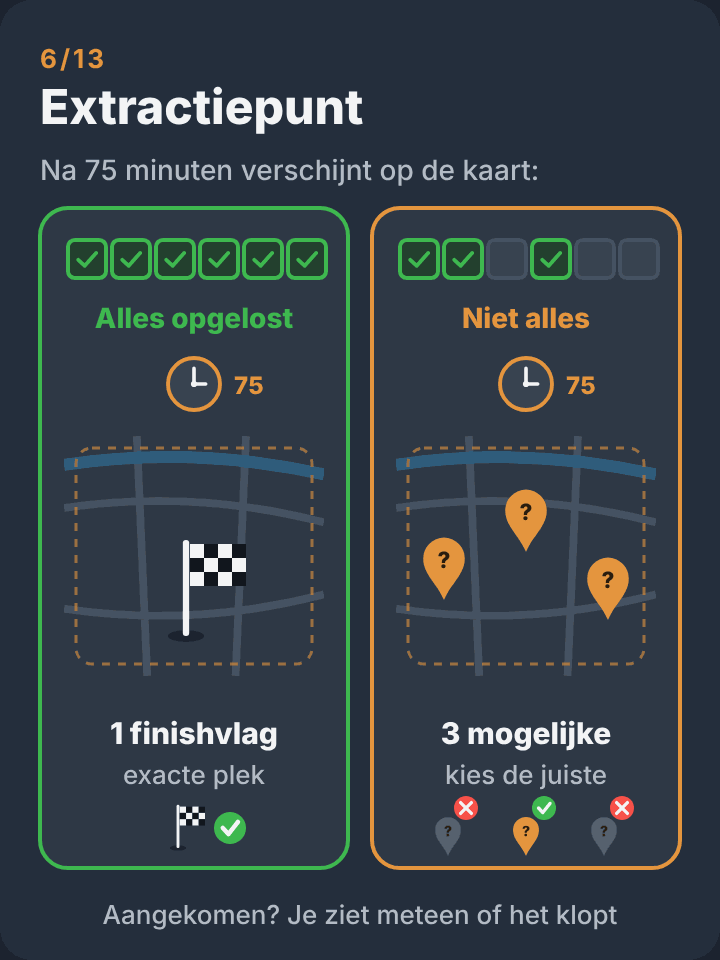 6/13
Extractiepunt
Na 75 minuten verschijnt op de kaart:
Alles opgelost
75
1 finishvlag
exacte plek
Niet alles
75
?
?
?
3 mogelijke
kies de juiste
?
?
?
Aangekomen? Je ziet meteen of het klopt